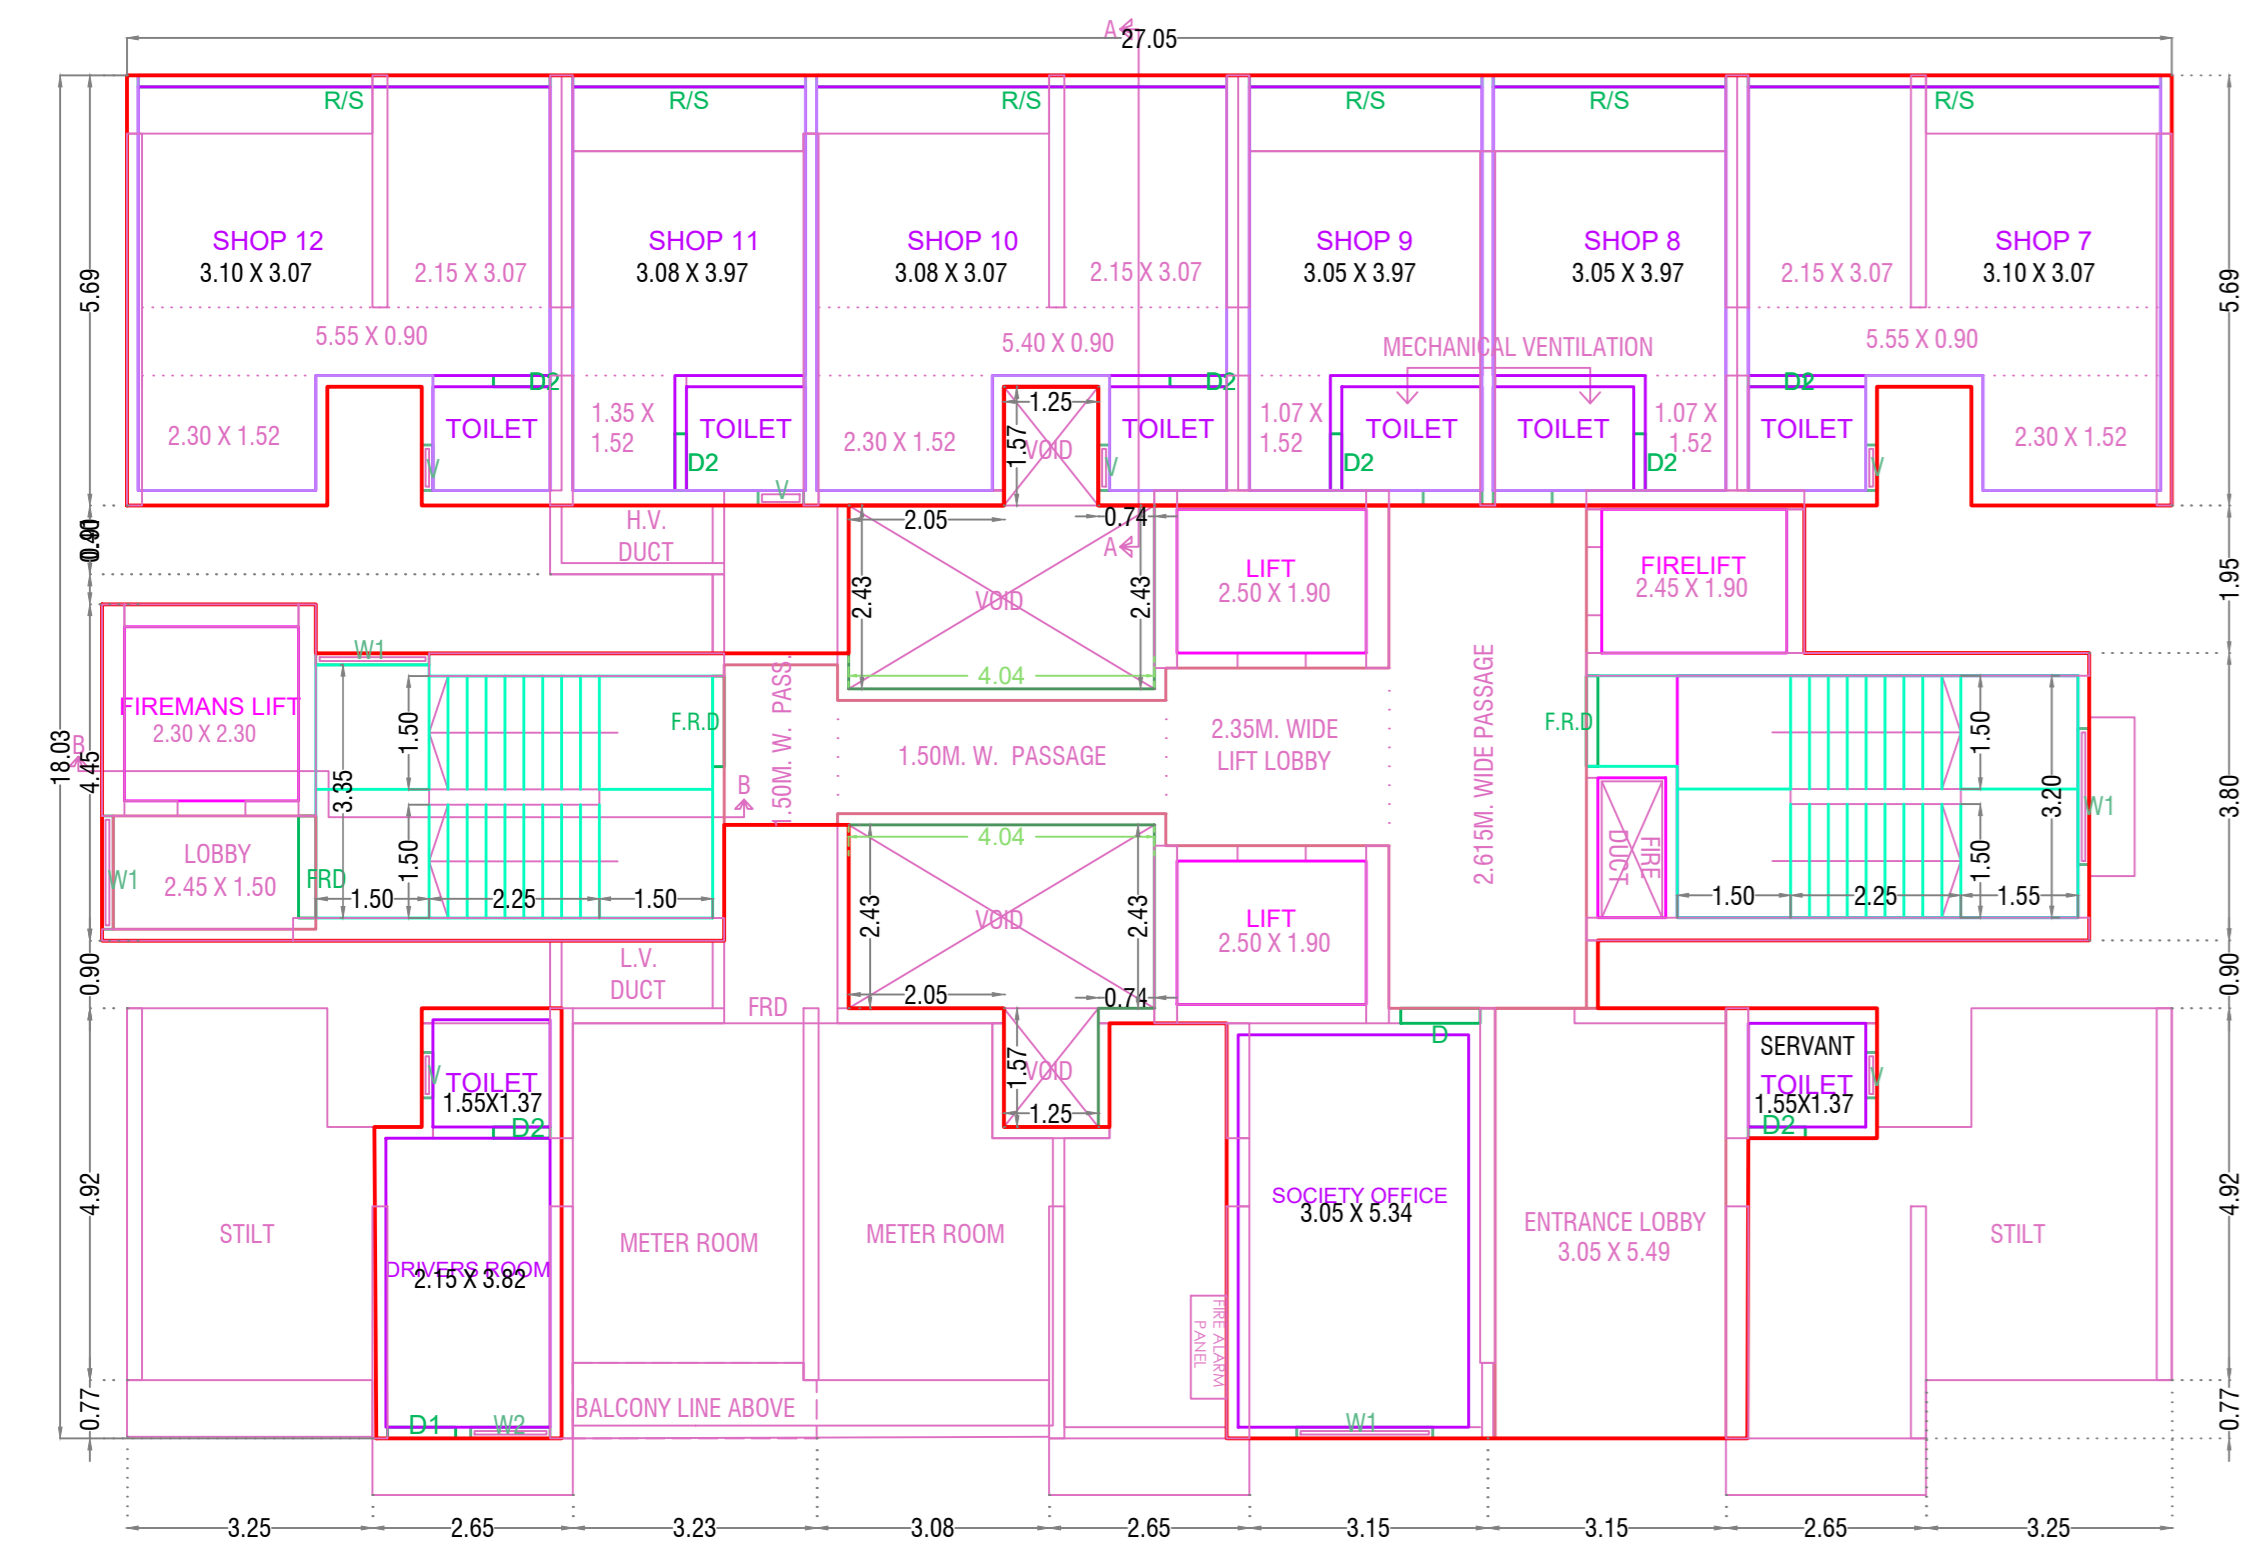 A
27.05
R/S
R/S
R/S
R/S
R/S
R/S
SHOP 12
3.10 X 3.07
2.15 X 3.07
SHOP 11
3.08 X 3.97
SHOP 10
3.08 X 3.07
2.15 X 3.07
SHOP 9
3.05 X 3.97
SHOP 8
3.05 X 3.97
2.15 X 3.07
SHOP 7
3.10 X 3.07
5.69
5.69
5.55 X 0.90
5.40 X 0.90
MECHANICAL VENTILATION
5.55 X 0.90
D2
D2
D2
2.30 X 1.52
TOILET
1.35 X
1.52
TOILET
2.30 X 1.52
1.25
1.57
VOID
TOILET
1.07 X
1.52
TOILET
TOILET
1.07 X
1.52
TOILET
2.30 X 1.52
V
D2
V
V
D2
D2
V
0.90
H.V.
DUCT
2.05
0.74
A
2.43
VOID
2.43
LIFT
2.50 X 1.90
FIRELIFT
2.45 X 1.90
1.95
W1
4.04
FIREMANS LIFT
2.30 X 2.30
1.50
F.R.D
1.50M. W. PASS.
1.50M. W. PASSAGE
2.35M. WIDE
LIFT LOBBY
2.615M. WIDE PASSAGE
F.R.D
1.50
B
18.03
4.45
3.35
B
3.20
3.80
W1
LOBBY
2.45 X 1.50
W1
FRD
1.50
1.50
2.25
1.50
4.04
FIRE
DUCT
1.50
1.50
2.25
1.55
2.43
VOID
2.43
LIFT
2.50 X 1.90
0.90
L.V.
DUCT
2.05
0.74
0.90
FRD
D
V
TOILET
1.55X1.37
D2
1.57
VOID
1.25
SERVANT
TOILET
1.55X1.37
D2
V
4.92
STILT
DRIVERS ROOM
2.15 X 3.82
METER ROOM
METER ROOM
SOCIETY OFFICE
3.05 X 5.34
ENTRANCE LOBBY
3.05 X 5.49
STILT
4.92
FIRE ALARM
PANEL
0.77
D1
W2
BALCONY LINE ABOVE
W1
0.77
3.25
2.65
3.23
3.08
2.65
3.15
3.15
2.65
3.25